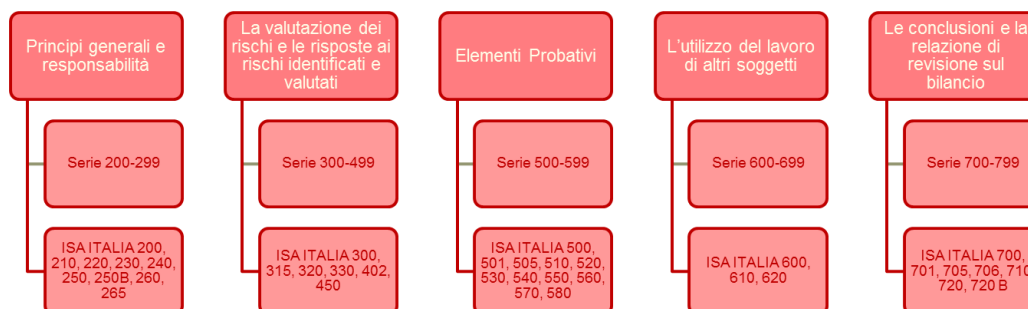 Principi generali e
responsabilità
La valutazione dei
rischi e le risposte ai
rischi identificati e
valutati
Elementi Probativi
L'utilizzo del lavoro
di altri soggetti
Le conclusioni e la
relazione di
revisione sul
bilancio
Serie 200-299
Serie 300-499
Serie 500-599
Serie 600-699
Serie 700-799
ISA ITALIA 200,
210, 220, 230, 240,
250, 250B, 260,
265
ISA ITALIA 300,
315, 320, 330, 402,
450
ISA ITALIA 500,
501, 505, 510, 520,
530, 540, 550, 560,
570, 580
ISA ITALIA 600,
610, 620
ISA ITALIA 700,
701, 705, 706, 710,
720, 720 B